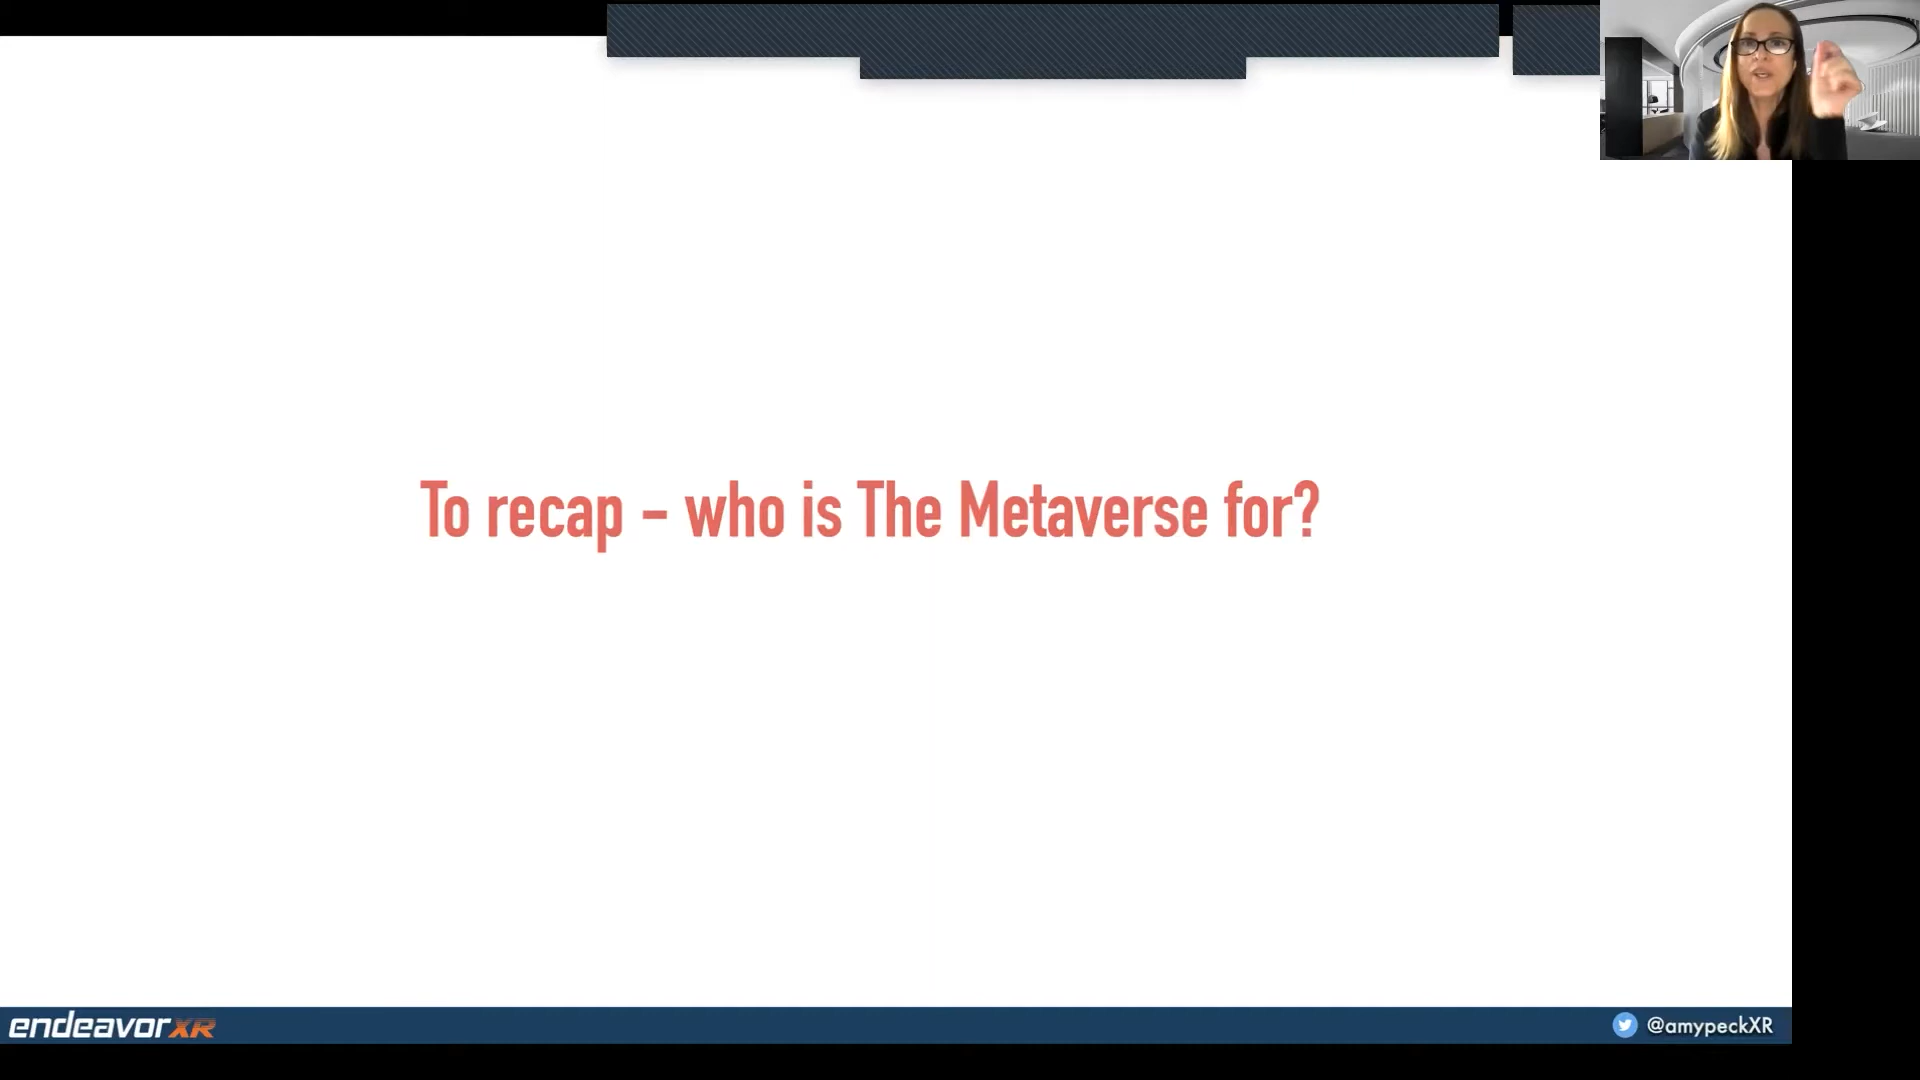 To recap – who is The Metaverse for?
endeavorXR
@amypeckXR